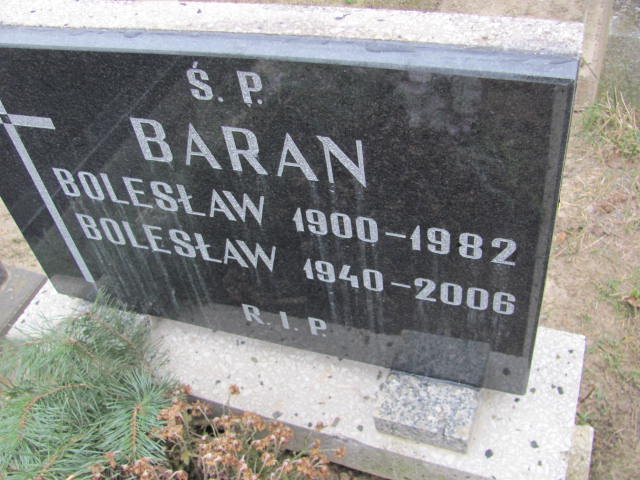 Ś. P.
BARAN
BOLESŁAW 1900-1982
BOLESŁAW 1940-2006
R. I. P.